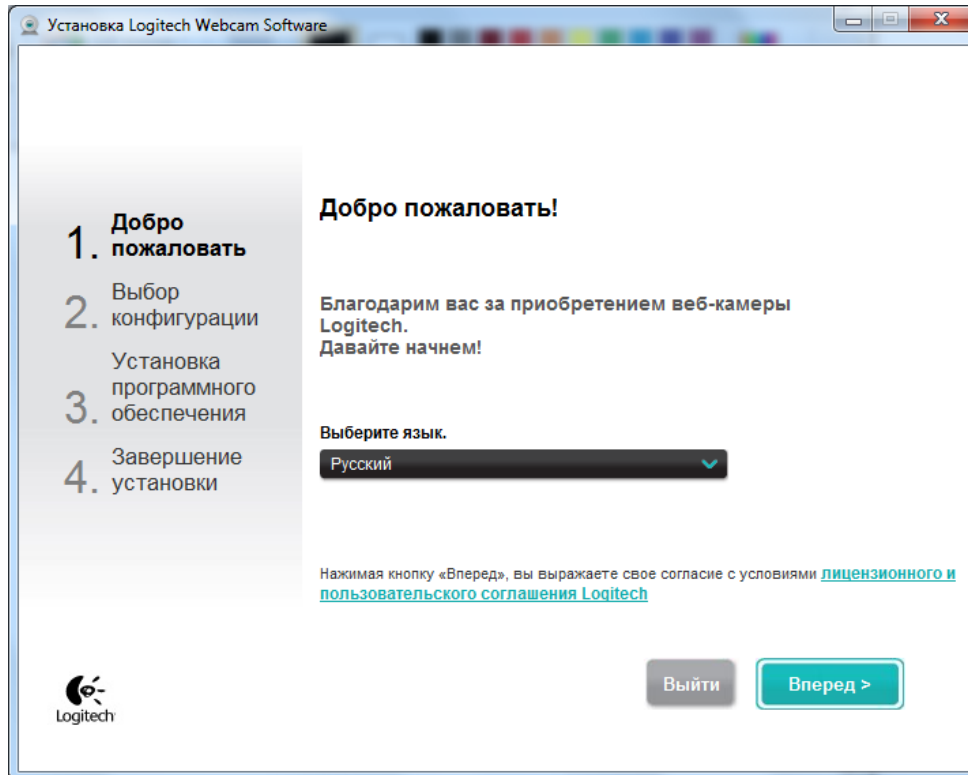 Установка Logitech Webcam Software
1. Добро
пожаловать
2. Выбор
конфигурации
3. Установка
программного
обеспечения
4. Завершение
установки
Logitech
Добро пожаловать!
Благодарим вас за приобретением веб-камеры
Logitech.
Давайте начнем!
Выберите язык.
Русский
Нажимая кнопку «Вперед», вы выражаете свое согласие с условиями лицензионного и
пользовательского соглашения Logitech
Выйти
Вперед >